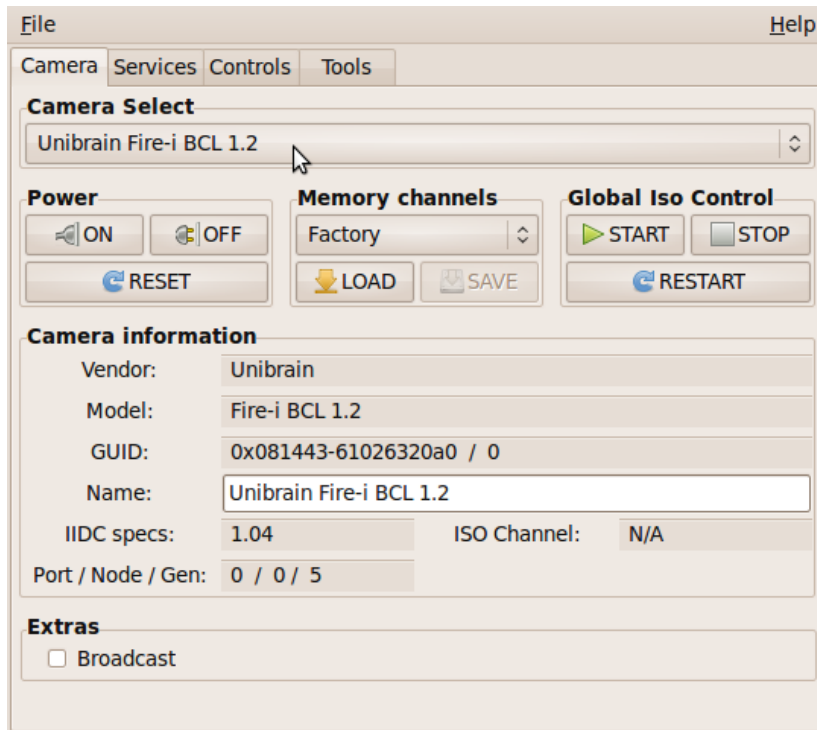 File Help
Camera Services Controls Tools
Camera Select
Unibrain Fire-i BCL 1.2
Power Memory channels Global Iso Control
ON OFF Factory START STOP
RESET LOAD SAVE RESTART
Camera information
Vendor: Unibrain
Model: Fire-i BCL 1.2
GUID: 0x081443-61026320a0 / 0
Name: Unibrain Fire-i BCL 1.2
IIDC specs: 1.04 ISO Channel: N/A
Port / Node / Gen: 0 / 0 / 5
Extras
Broadcast